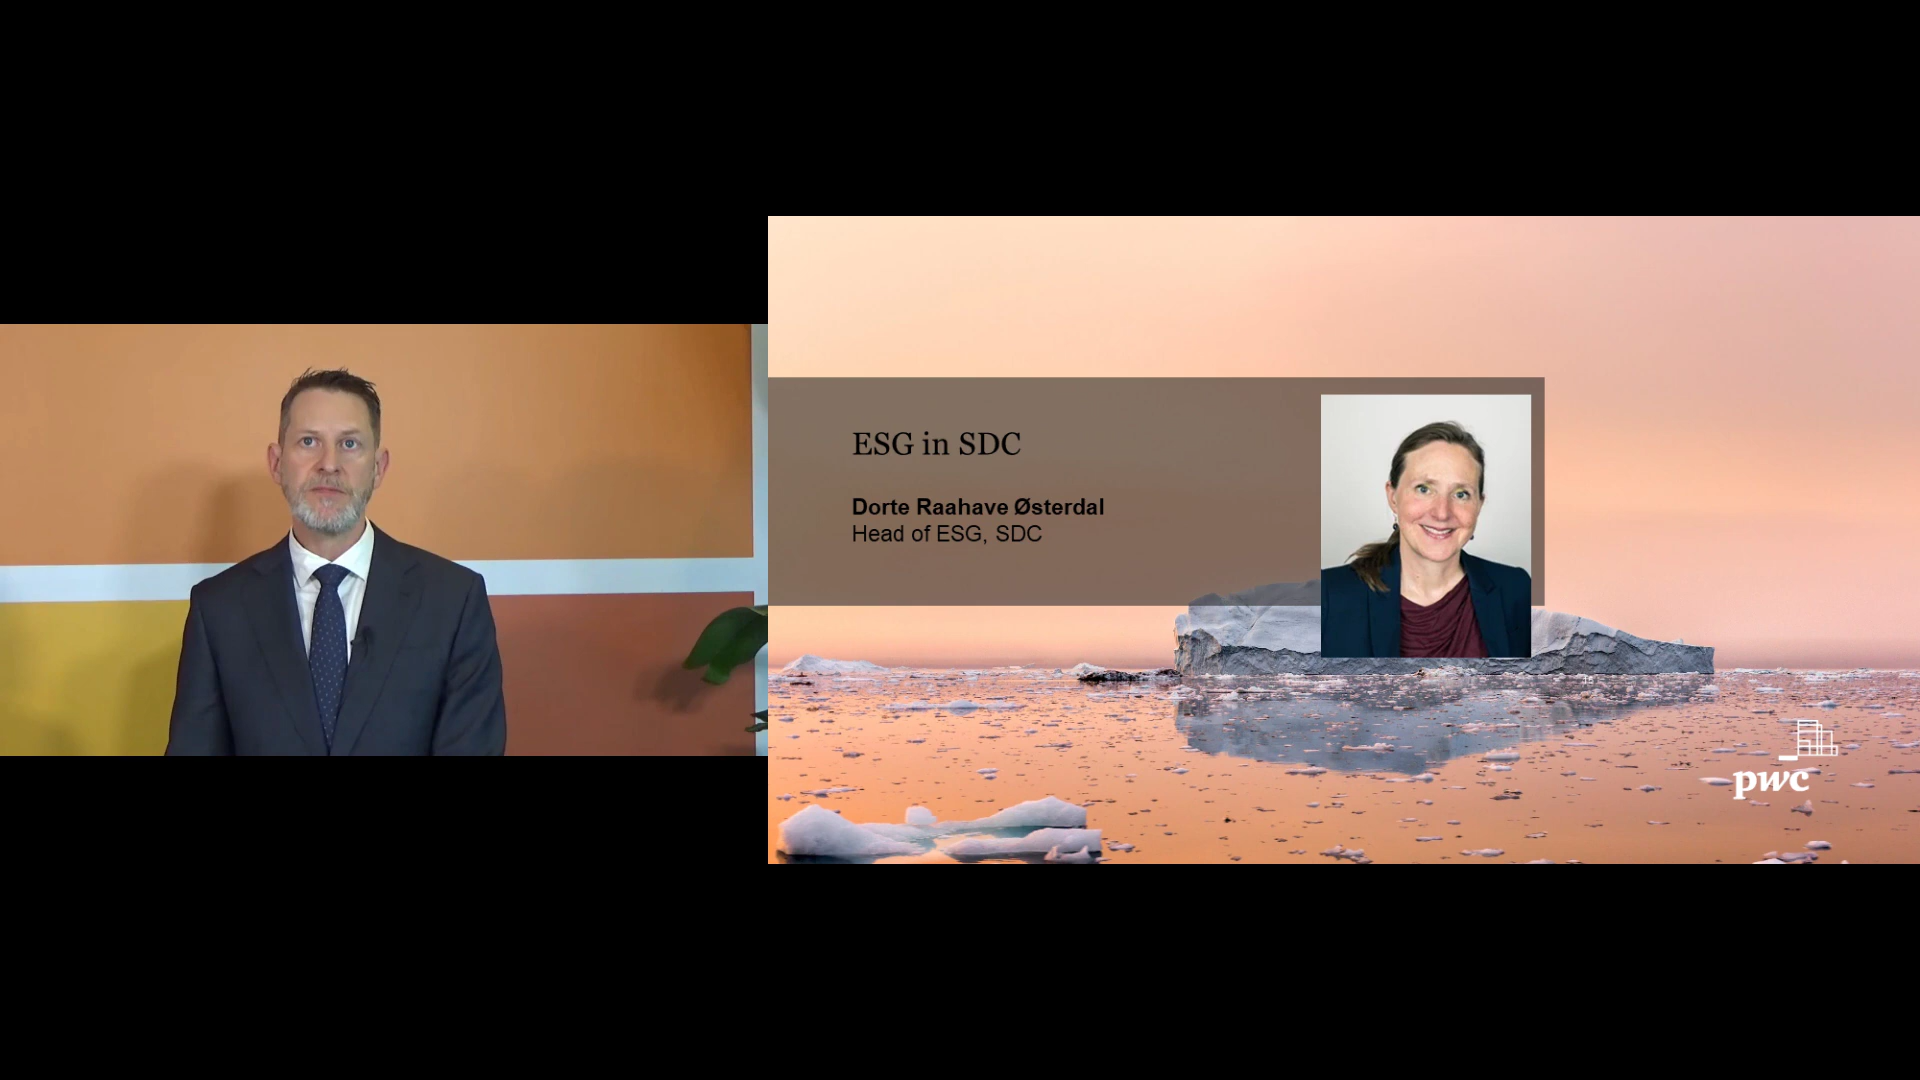 ESG in SDC
Dorte Raahave Østerdal
Head of ESG, SDC
pwc